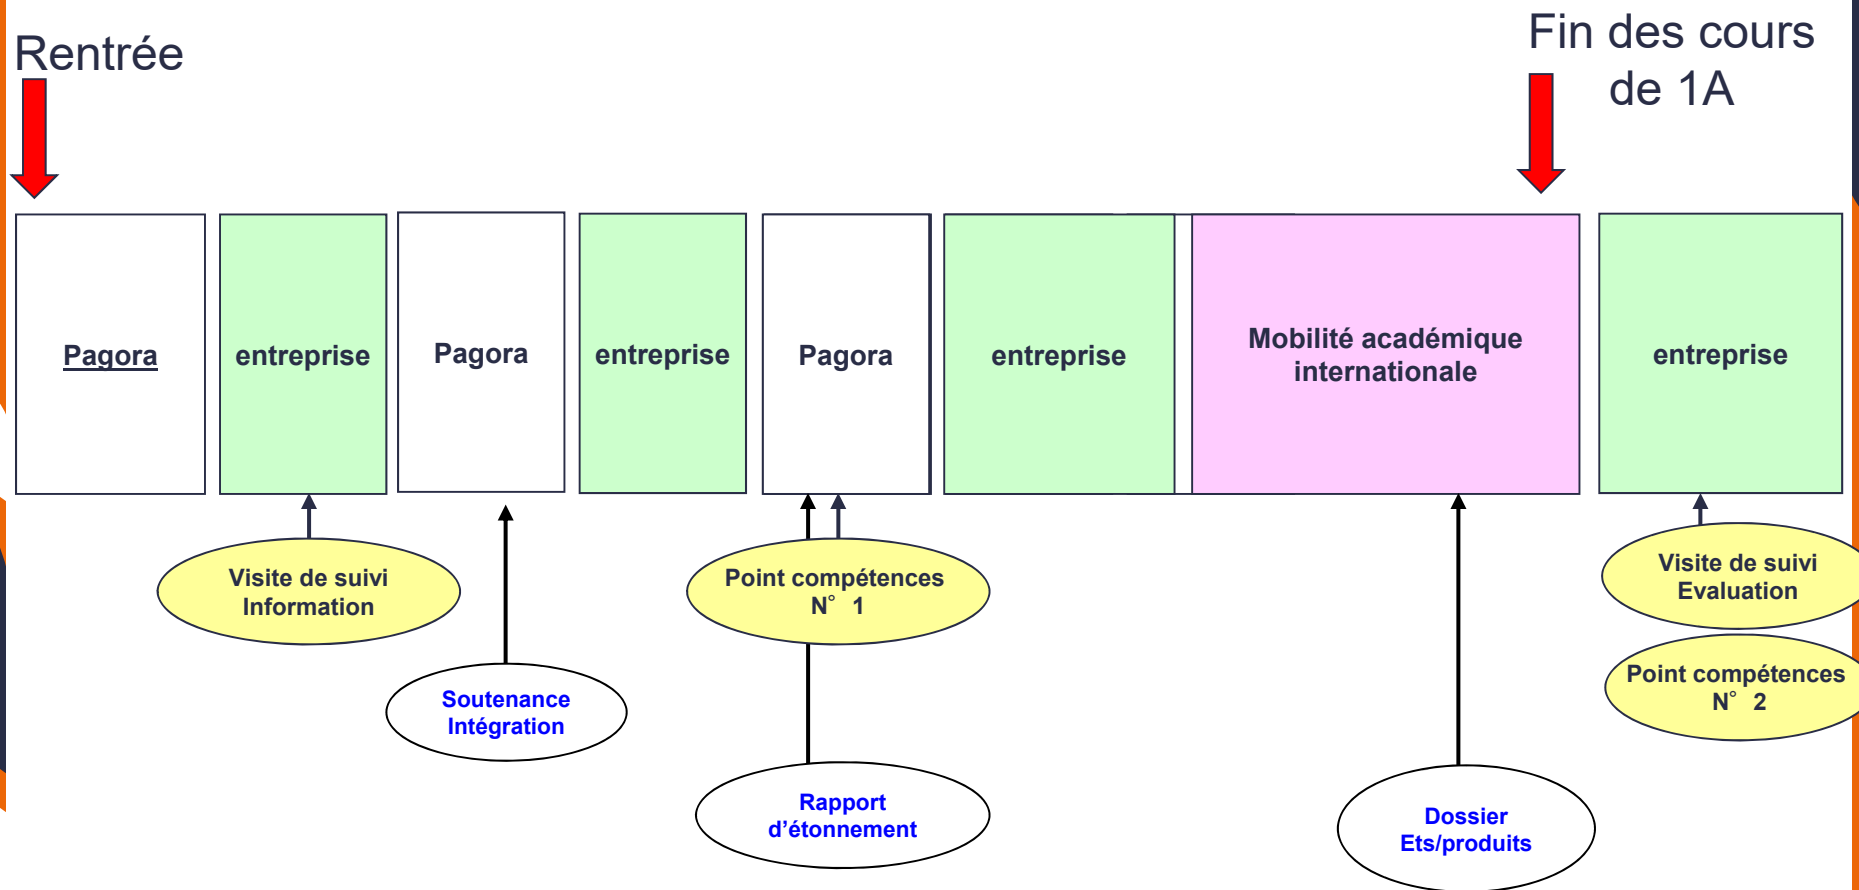 Rentrée
Fin des cours
de 1A
Pagora
entreprise
Pagora
entreprise
Pagora
entreprise
Mobilité académique
internationale
entreprise
Visite de suivi
Information
Point compétences
N° 1
Visite de suivi
Evaluation
Point compétences
N° 2
Soutenance
Intégration
Rapport
d’étonnement
Dossier
Ets/produits